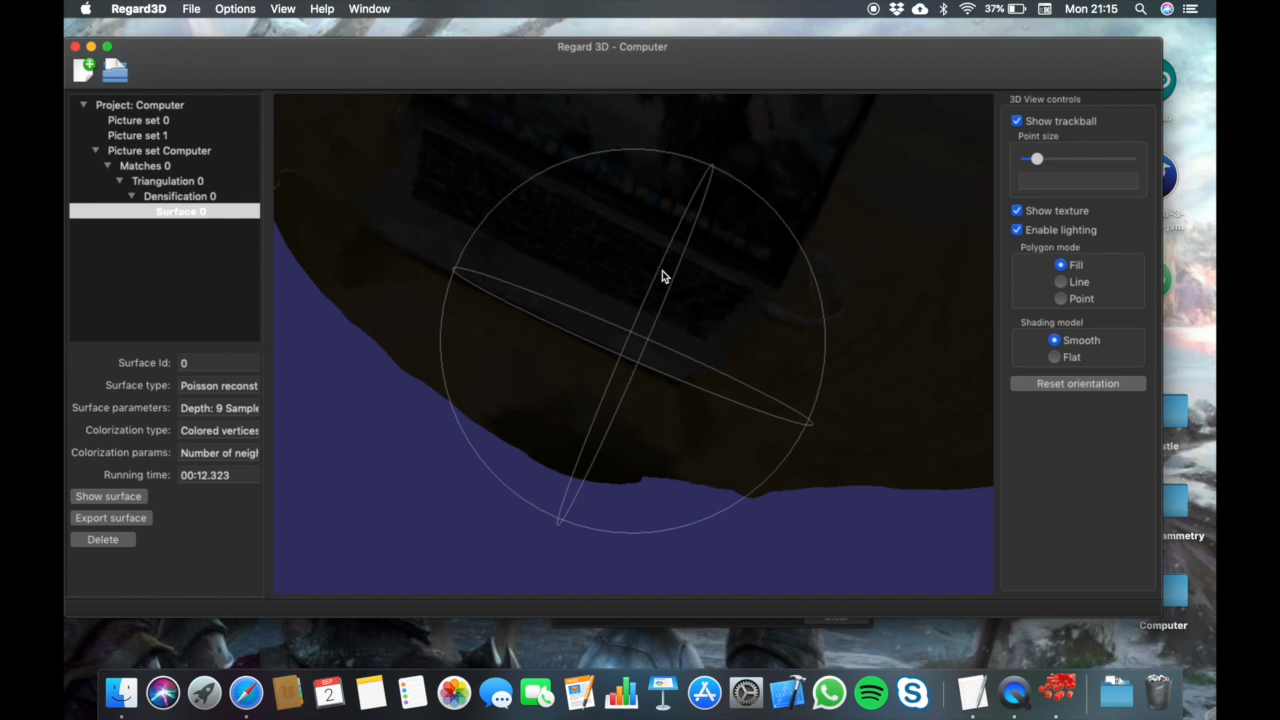 Regard3D File Options View Help Window 37% Mon 21:15
Regard 3D - Computer
Project: Computer
Picture set 0
Picture set 1
Picture set Computer
Matches 0
Triangulation 0
Densification 0
Surface 0
Surface Id: 0
Surface type: Poisson reconst
Surface parameters: Depth: 9 Sample
Colorization type: Colored vertices
Colorization params: Number of neigh
Running time: 00:12.323
Show surface
Export surface
Delete
3D View controls
Show trackball
Point size
Show texture
Enable lighting
Polygon mode
Fill
Line
Point
Shading model
Smooth
Flat
Reset orientation
stle
ammetry
Computer
SEP
2